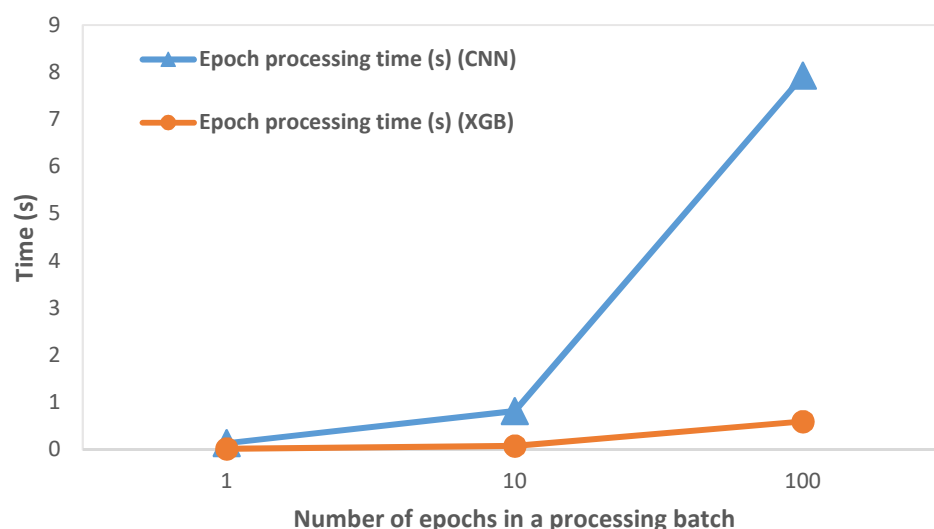 9
8
7
6
5
4
3
2
1
0
Time (s)
Epoch processing time (s) (CNN)
Epoch processing time (s) (XGB)
1 10 100
Number of epochs in a processing batch